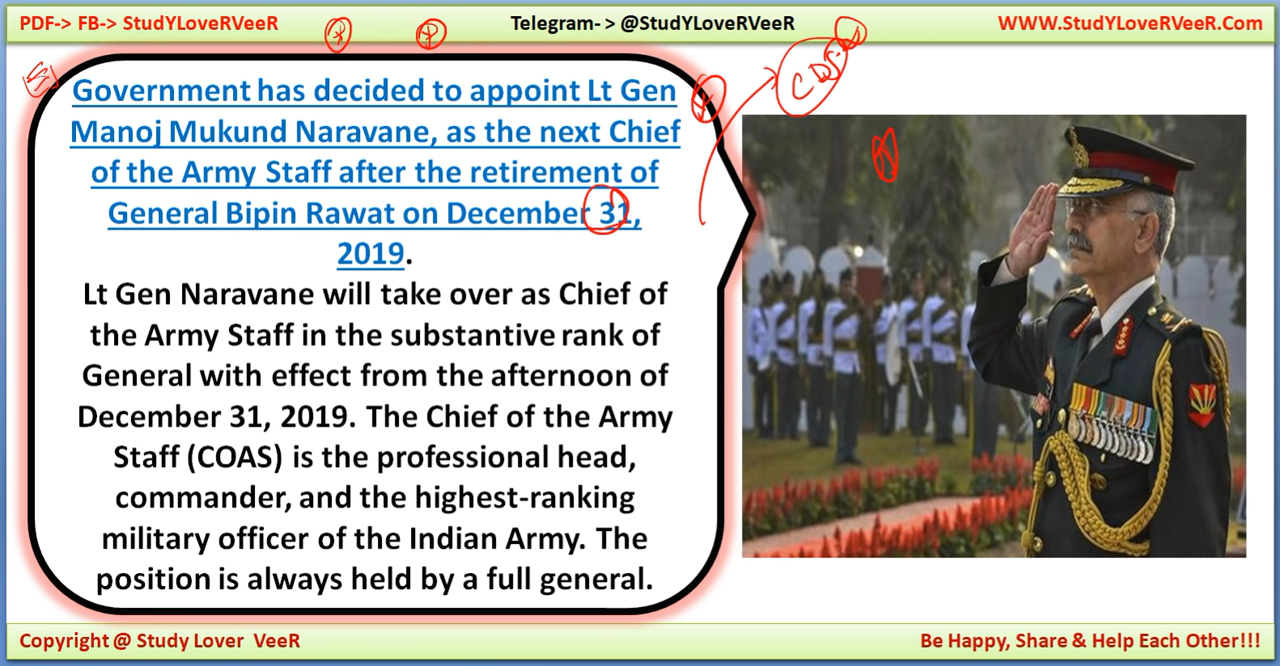 PDF-> FB-> StudYLoveRVeeR
Telegram- > @StudYLoveRVeeR
WWW.StudYLoveRVeeR.Com
CDS
Government has decided to appoint Lt Gen
Manoj Mukund Naravane, as the next Chief
of the Army Staff after the retirement of
General Bipin Rawat on December 31,
2019.
Lt Gen Naravane will take over as Chief of
the Army Staff in the substantive rank of
General with effect from the afternoon of
December 31, 2019. The Chief of the Army
Staff (COAS) is the professional head,
commander, and the highest-ranking
military officer of the Indian Army. The
position is always held by a full general.
Copyright @ Study Lover VeeR
Be Happy, Share & Help Each Other!!!